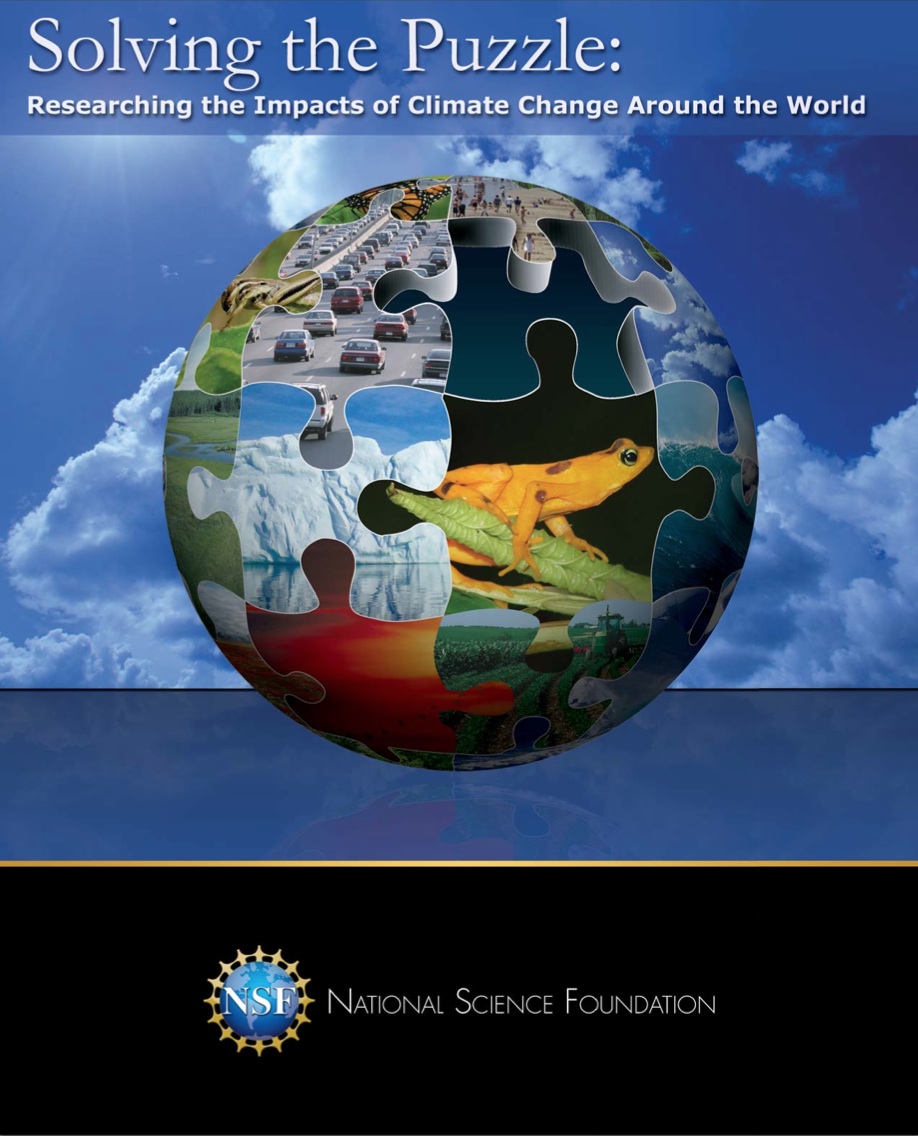 Solving the Puzzle:
Researching the Impacts of Climate Change Around the World
NSF
National Science Foundation